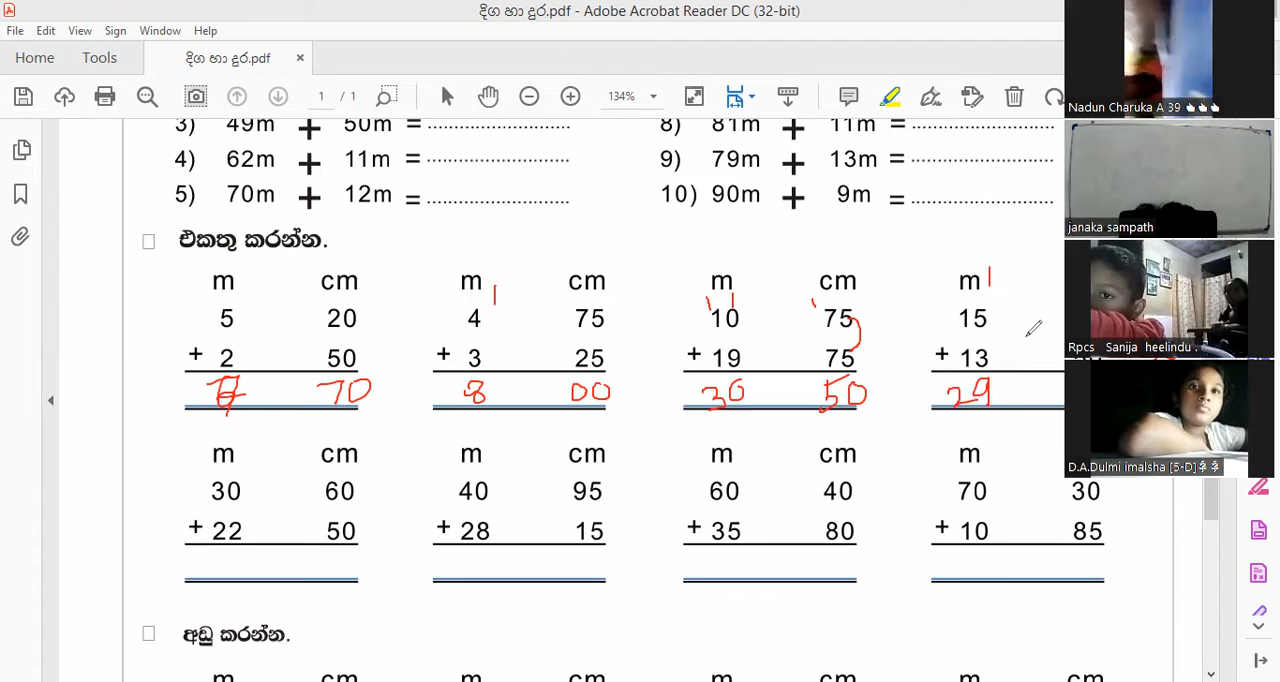 දිග හා දුර.pdf - Adobe Acrobat Reader DC (32-bit)
File Edit View Sign Window Help
Home Tools දිග හා දුර.pdf ×
1 / 1 134%
3) 49m + 50m = ........................... 8) 81m + 11m = ...........................
4) 62m + 11m = ........................... 9) 79m + 13m = ...........................
5) 70m + 12m = ........................... 10) 90m + 9m = ...........................
එකතු කරන්න.
m cm m cm m cm m
1 1 1 1 1
5 20 4 75 10 75 15
+ 2 50 + 3 25 + 19 75 + 13
7 70 8 00 30 50 29
m cm m cm m cm m
30 60 40 95 60 40 70 30
+ 22 50 + 28 15 + 35 80 + 10 85
අඩු කරන්න.
m cm m cm m cm m cm
Nadun Charuka A 39
janaka sampath
Rpcs Sanija heelindu .
D.A.Dulmi imalsha [5-D]